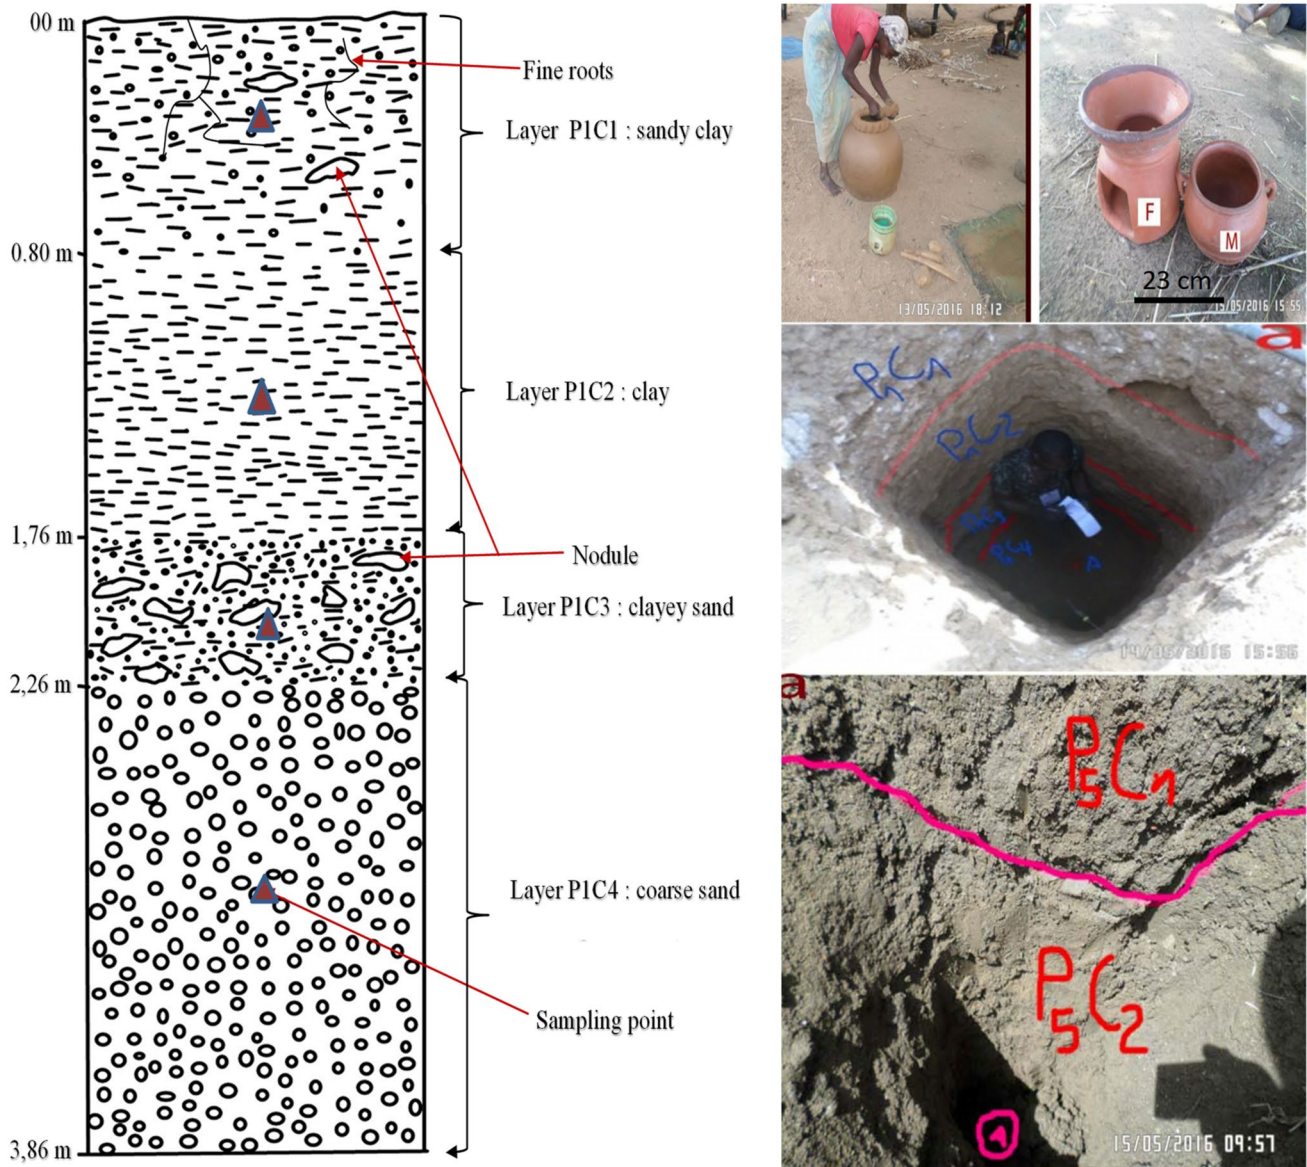 00 m
Fine roots
Layer P1C1 : sandy clay
0.80 m
Layer P1C2 : clay
1,76 m
Nodule
Layer P1C3 : clayey sand
2,26 m
Layer P1C4 : coarse sand
Sampling point
3,86 m
13/05/2016 18:12
F
M
23 cm
15/05/2016 15:55
a
P1C1
P1C2
P1C4
A
14/05/2016 15:56
a
P5C1
P5C2
A
15/05/2016 09:57